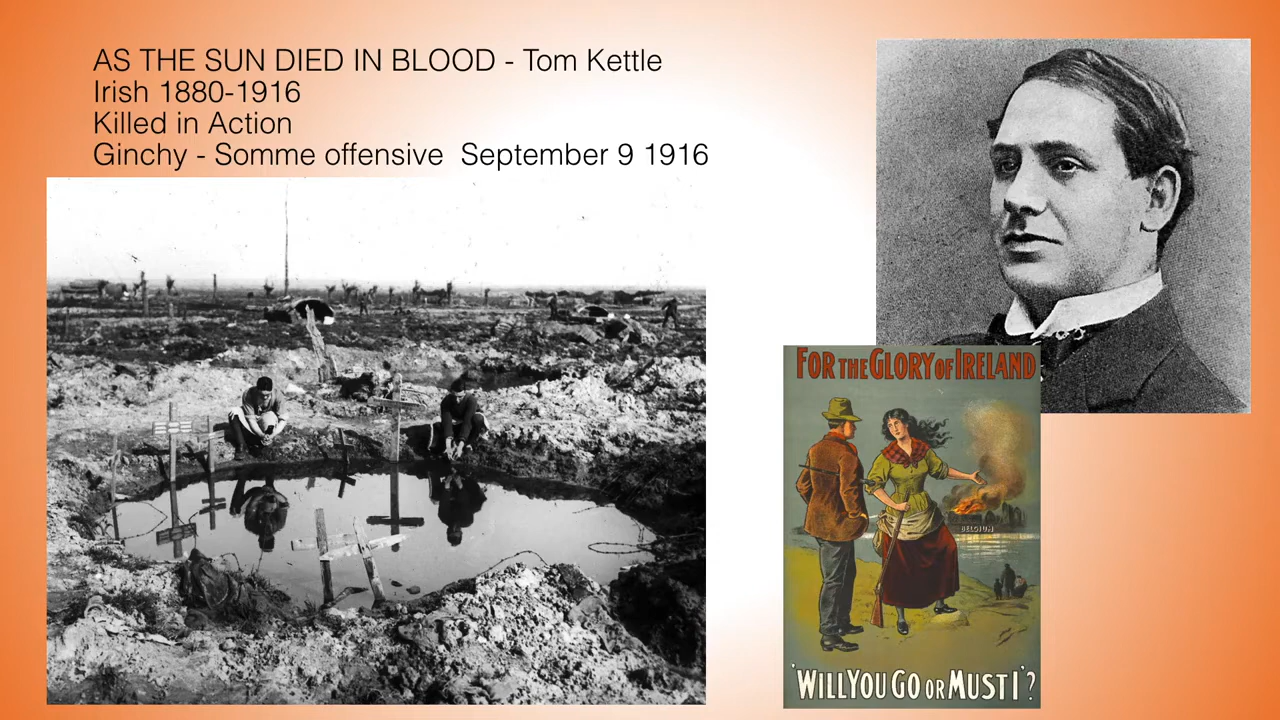 AS THE SUN DIED IN BLOOD - Tom Kettle
Irish 1880-1916
Killed in Action
Ginchy - Somme offensive  September 9 1916
FOR THE GLORY OF IRELAND
BELGIUM
'WILL YOU GO OR MUST I'?